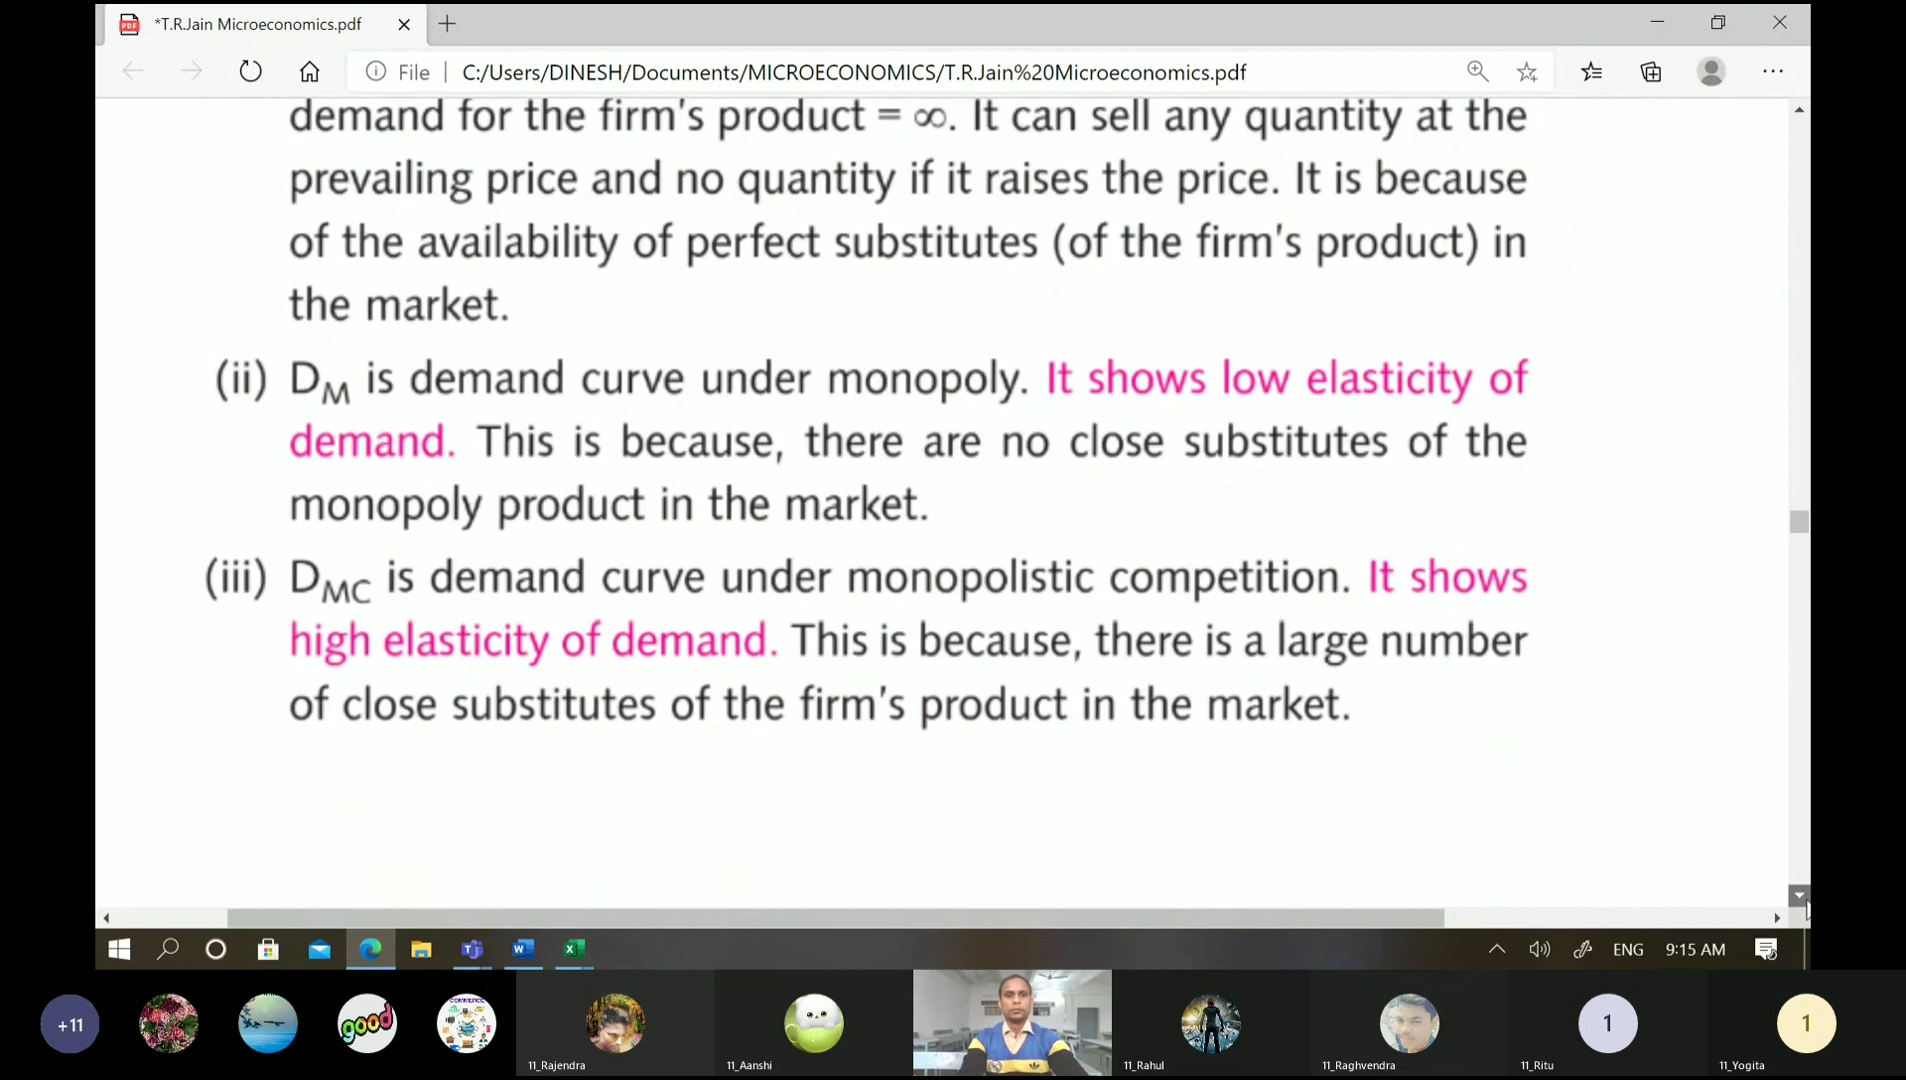 *T.R.Jain Microeconomics.pdf
File C:/Users/DINESH/Documents/MICROECONOMICS/T.R.Jain%20Microeconomics.pdf
demand for the firm's product = ∞. It can sell any quantity at the
prevailing price and no quantity if it raises the price. It is because
of the availability of perfect substitutes (of the firm's product) in
the market.
(ii) DM is demand curve under monopoly. It shows low elasticity of
demand. This is because, there are no close substitutes of the
monopoly product in the market.
(iii) DMC is demand curve under monopolistic competition. It shows
high elasticity of demand. This is because, there is a large number
of close substitutes of the firm's product in the market.
ENG 9:15 AM
+11
good
COMMERCE
1
1
11_Rajendra
11_Aanshi
11_Rahul
11_Raghvendra
11_Ritu
11_Yogita